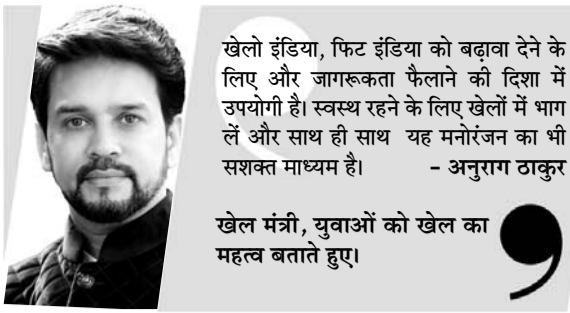 खेलो इंडिया, फिट इंडिया को बढ़ावा देने के
लिए और जागरूकता फैलाने की दिशा में
उपयोगी है। स्वस्थ रहने के लिए खेलों में भाग
लें और साथ ही साथ यह मनोरंजन का भी
सशक्त माध्यम है। - अनुराग ठाकुर
खेल मंत्री, युवाओं को खेल का
महत्व बताते हुए।